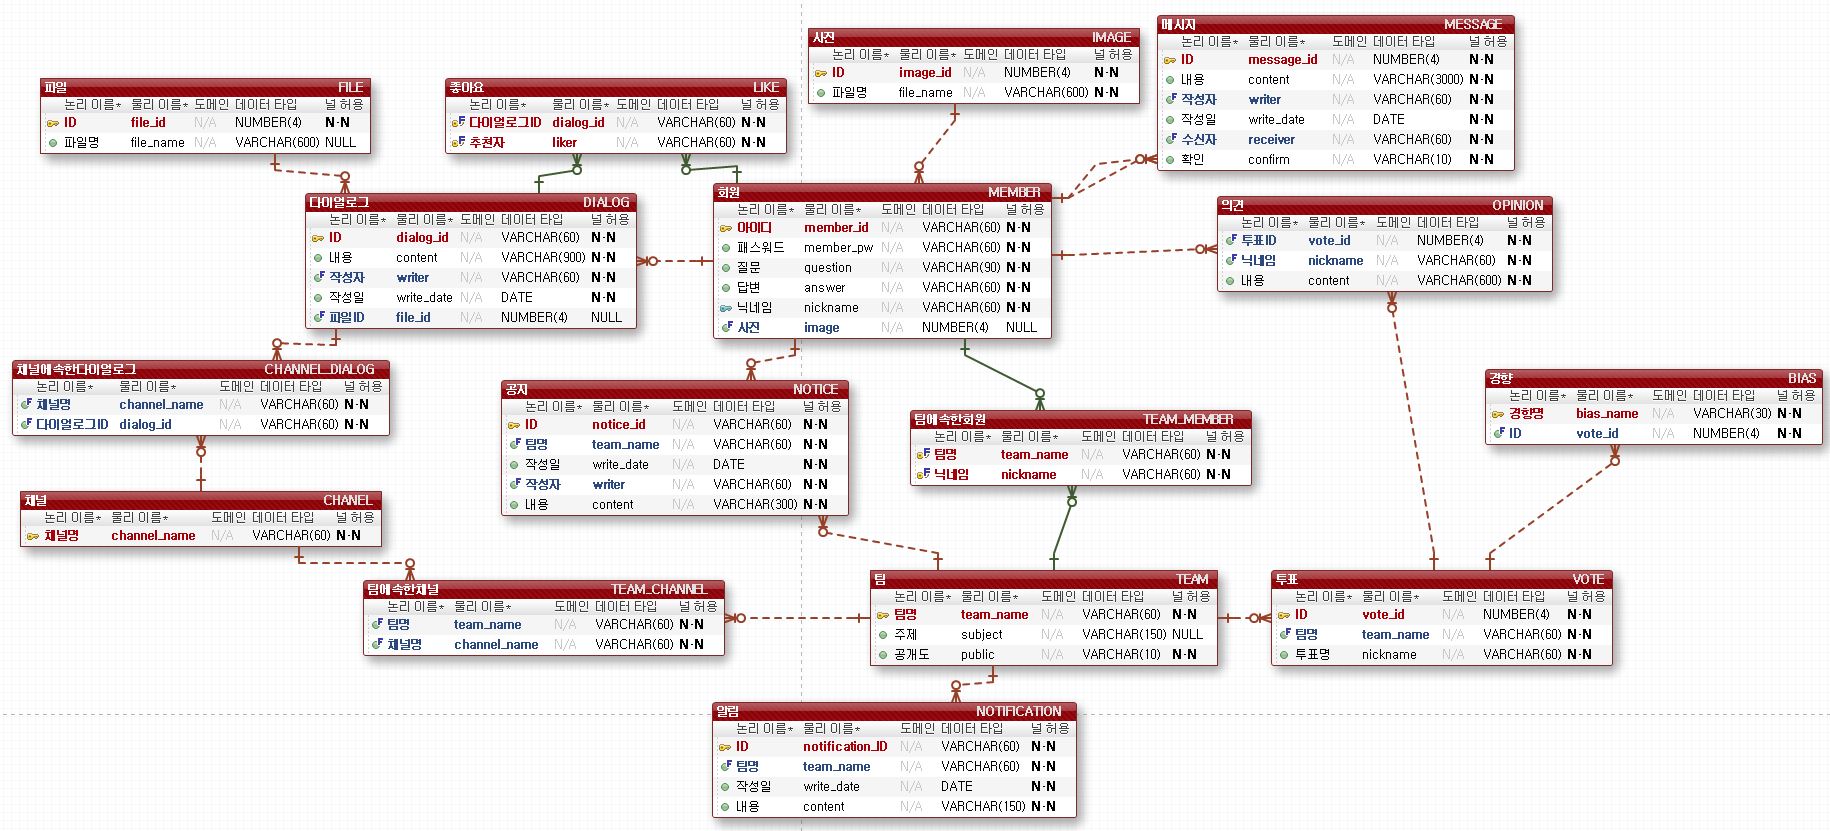 사진 IMAGE
논리 이름* 물리 이름* 도메인 데이터 타입 널 허용
ID image_id N/A NUMBER(4) N·N
파일명 file_name N/A VARCHAR(600) N·N
메시지 MESSAGE
논리 이름* 물리 이름* 도메인 데이터 타입 널 허용
ID message_id N/A NUMBER(4) N·N
내용 content N/A VARCHAR(3000) N·N
작성자 writer N/A VARCHAR(60) N·N
작성일 write_date N/A DATE N·N
수신자 receiver N/A VARCHAR(60) N·N
확인 confirm N/A VARCHAR(10) N·N
파일 FILE
논리 이름* 물리 이름* 도메인 데이터 타입 널 허용
ID file_id N/A NUMBER(4) N·N
파일명 file_name N/A VARCHAR(600) NULL
좋아요 LIKE
논리 이름* 물리 이름* 도메인 데이터 타입 널 허용
다이얼로그ID dialog_id N/A VARCHAR(60) N·N
추천자 liker N/A VARCHAR(60) N·N
다이얼로그 DIALOG
논리 이름* 물리 이름* 도메인 데이터 타입 널 허용
ID dialog_id N/A VARCHAR(60) N·N
내용 content N/A VARCHAR(900) N·N
작성자 writer N/A VARCHAR(60) N·N
작성일 write_date N/A DATE N·N
파일ID file_id N/A NUMBER(4) NULL
회원 MEMBER
논리 이름* 물리 이름* 도메인 데이터 타입 널 허용
아이디 member_id N/A VARCHAR(60) N·N
패스워드 member_pw N/A VARCHAR(60) N·N
질문 question N/A VARCHAR(90) N·N
답변 answer N/A VARCHAR(60) N·N
닉네임 nickname N/A VARCHAR(60) N·N
사진 image N/A NUMBER(4) NULL
의견 OPINION
논리 이름* 물리 이름* 도메인 데이터 타입 널 허용
투표ID vote_id N/A NUMBER(4) N·N
닉네임 nickname N/A VARCHAR(60) N·N
내용 content N/A VARCHAR(600) N·N
채널에속한다이얼로그 CHANNEL_DIALOG
논리 이름* 물리 이름* 도메인 데이터 타입 널 허용
채널명 channel_name N/A VARCHAR(60) N·N
다이얼로그ID dialog_id N/A VARCHAR(60) N·N
공지 NOTICE
논리 이름* 물리 이름* 도메인 데이터 타입 널 허용
ID notice_id N/A VARCHAR(60) N·N
팀명 team_name N/A VARCHAR(60) N·N
작성일 write_date N/A DATE N·N
작성자 writer N/A VARCHAR(60) N·N
내용 content N/A VARCHAR(300) N·N
팀에속한회원 TEAM_MEMBER
논리 이름* 물리 이름* 도메인 데이터 타입 널 허용
팀명 team_name N/A VARCHAR(60) N·N
닉네임 nickname N/A VARCHAR(60) N·N
경향 BIAS
논리 이름* 물리 이름* 도메인 데이터 타입 널 허용
경향명 bias_name N/A VARCHAR(30) N·N
ID vote_id N/A NUMBER(4) N·N
채널 CHANEL
논리 이름* 물리 이름* 도메인 데이터 타입 널 허용
채널명 channel_name N/A VARCHAR(60) N·N
팀에속한채널 TEAM_CHANNEL
논리 이름* 물리 이름* 도메인 데이터 타입 널 허용
팀명 team_name N/A VARCHAR(60) N·N
채널명 channel_name N/A VARCHAR(60) N·N
팀 TEAM
논리 이름* 물리 이름* 도메인 데이터 타입 널 허용
팀명 team_name N/A VARCHAR(60) N·N
주제 subject N/A VARCHAR(150) NULL
공개도 public N/A VARCHAR(10) N·N
투표 VOTE
논리 이름* 물리 이름* 도메인 데이터 타입 널 허용
ID vote_id N/A NUMBER(4) N·N
팀명 team_name N/A VARCHAR(60) N·N
투표명 nickname N/A VARCHAR(60) N·N
알림 NOTIFICATION
논리 이름* 물리 이름* 도메인 데이터 타입 널 허용
ID notification_ID N/A VARCHAR(60) N·N
팀명 team_name N/A VARCHAR(60) N·N
작성일 write_date N/A DATE N·N
내용 content N/A VARCHAR(150) N·N